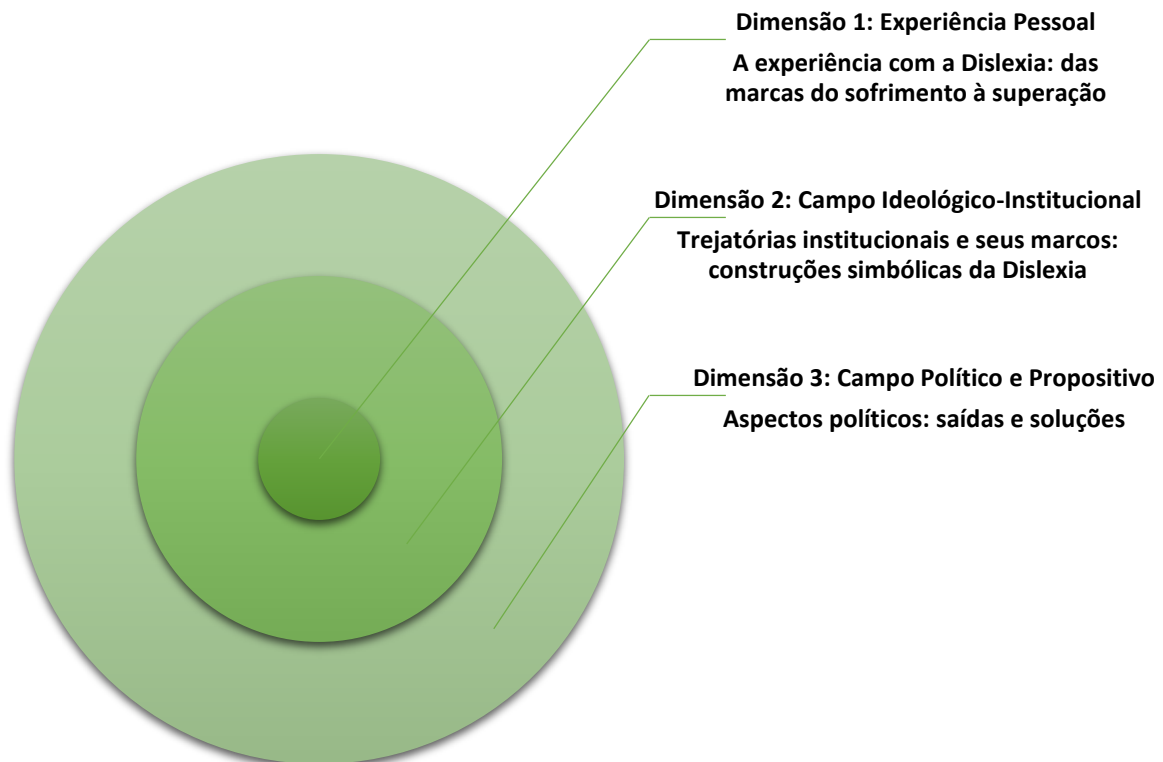 Dimensão 1: Experiência Pessoal
A experiência com a Dislexia: das
marcas do sofrimento à superação
Dimensão 2: Campo Ideológico-Institucional
Trejatórias institucionais e seus marcos:
construções simbólicas da Dislexia
Dimensão 3: Campo Político e Propositivo
Aspectos políticos: saídas e soluções